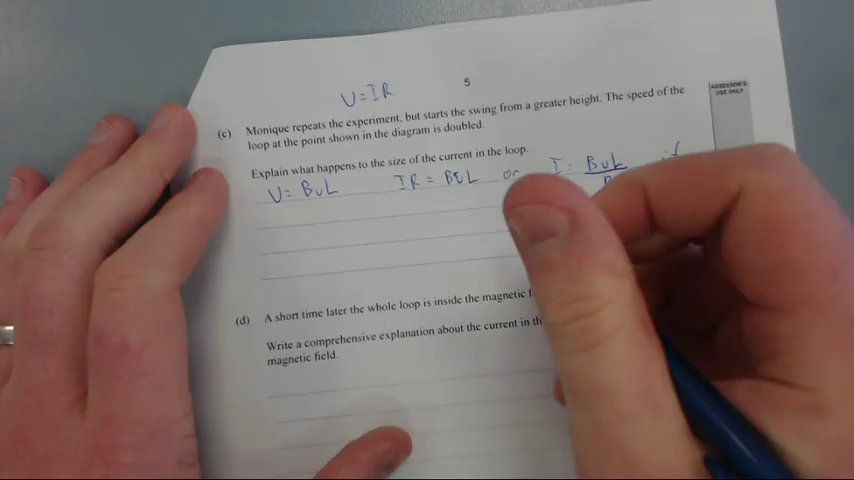 5
V=IR
ASSESSOR'S
USE ONLY
(c) Monique repeats the experiment, but starts the swing from a greater height. The speed of the
loop at the point shown in the diagram is doubled.
Explain what happens to the size of the current in the loop.
V = BvL IR = BvL or I = BvL if
(d) A short time later the whole loop is inside the magnetic
Write a comprehensive explanation about the current in
magnetic field.